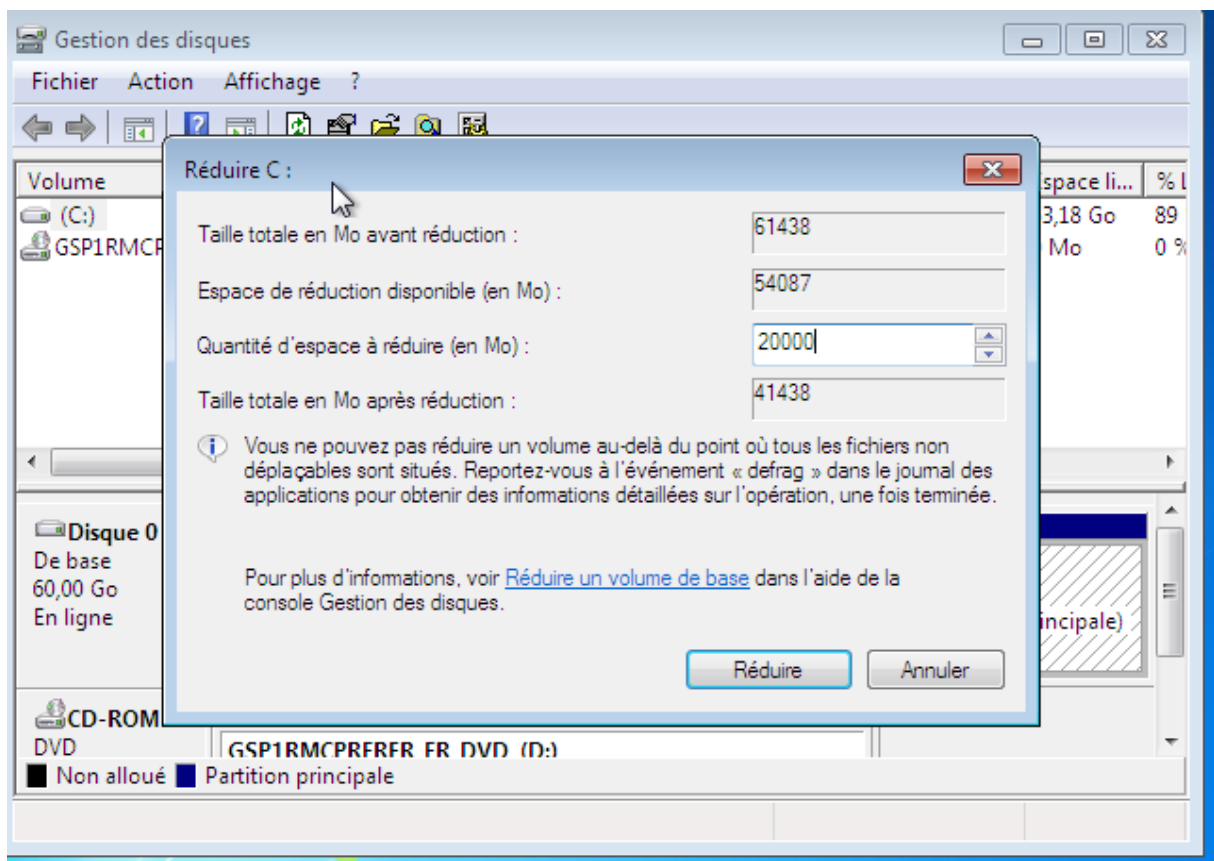 Gestion des disques
Fichier Action Affichage ?
Réduire C :
Volume
space li... % L
(C:)
3,18 Go 89
GSP1RMCP
Mo 0 %
Taille totale en Mo avant réduction : 61438
Espace de réduction disponible (en Mo) : 54087
Quantité d'espace à réduire (en Mo) : 20000
Taille totale en Mo après réduction : 41438
Vous ne pouvez pas réduire un volume au-delà du point où tous les fichiers non
déplaçables sont situés. Reportez-vous à l'événement « defrag » dans le journal des
applications pour obtenir des informations détaillées sur l'opération, une fois terminée.
Pour plus d'informations, voir Réduire un volume de base dans l'aide de la
console Gestion des disques.
Réduire Annuler
Disque 0
De base
60,00 Go
En ligne
incipale)
CD-ROM
DVD
GSP1RMCPRFRER FR DVD (D:)
Non alloué Partition principale